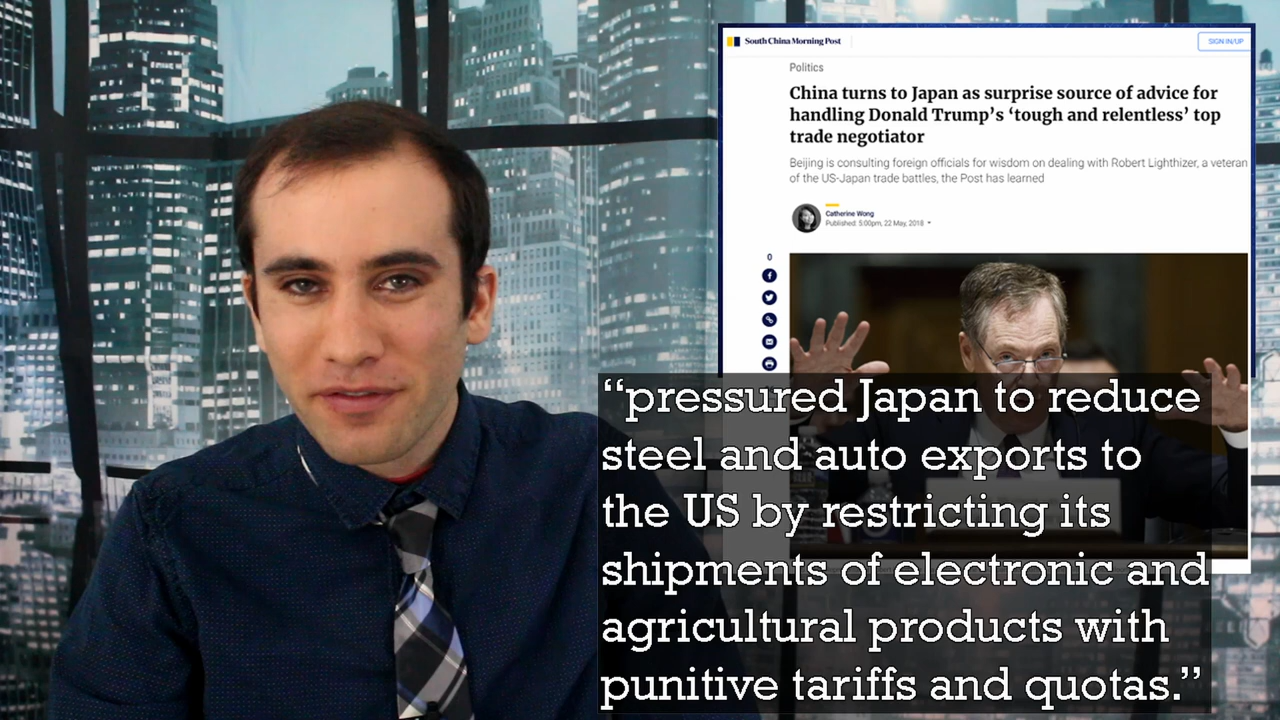 South China Morning Post
SIGN IN/UP
Politics
China turns to Japan as surprise source of advice for
handling Donald Trump's ‘tough and relentless’ top
trade negotiator
Beijing is consulting foreign officials for wisdom on dealing with Robert Lighthizer, a veteran
of the US-Japan trade battles, the Post has learned
Catherine Wong
Published: 5:00pm, 22 May, 2018
0
“pressured Japan to reduce
steel and auto exports to
the US by restricting its
shipments of electronic and
agricultural products with
punitive tariffs and quotas.”